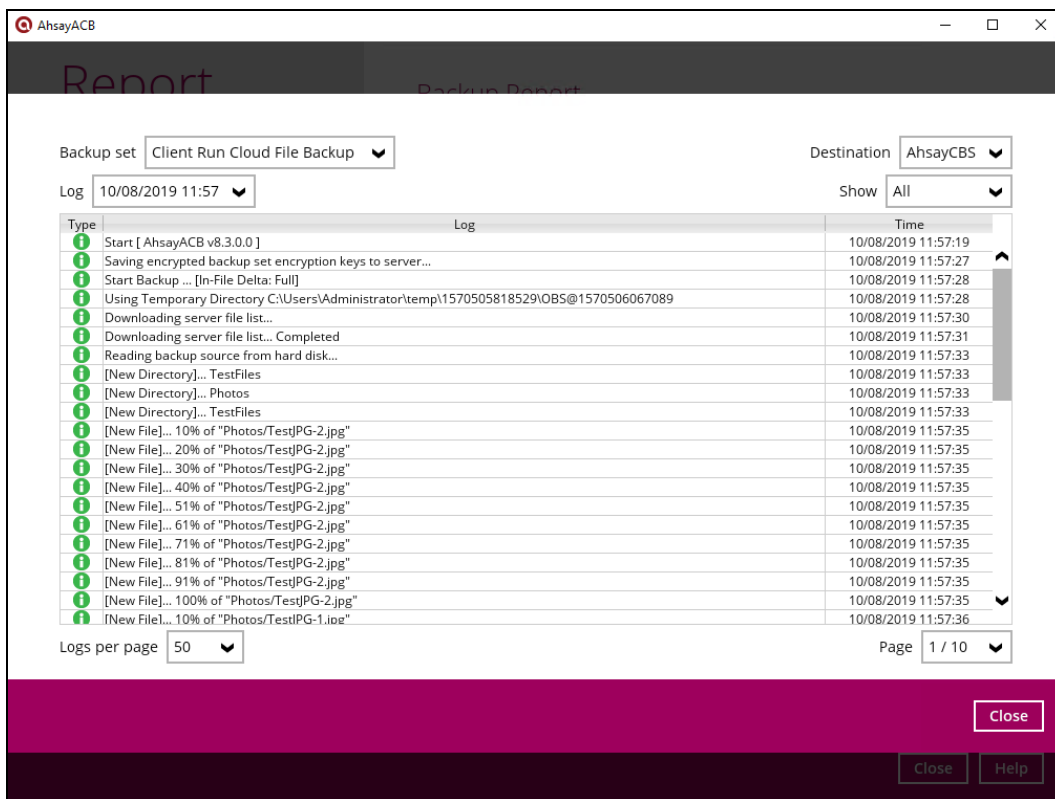 AhsayACB
Report
Backup Report
Backup set Client Run Cloud File Backup Destination AhsayCBS
Log 10/08/2019 11:57 Show All
Type Log Time
Start [ AhsayACB v8.3.0.0 ] 10/08/2019 11:57:19
Saving encrypted backup set encryption keys to server... 10/08/2019 11:57:27
Start Backup ... [In-File Delta: Full] 10/08/2019 11:57:28
Using Temporary Directory C:\Users\Administrator\temp\1570505818529\OBS@1570506067089 10/08/2019 11:57:28
Downloading server file list... 10/08/2019 11:57:30
Downloading server file list... Completed 10/08/2019 11:57:31
Reading backup source from hard disk... 10/08/2019 11:57:33
[New Directory]... TestFiles 10/08/2019 11:57:33
[New Directory]... Photos 10/08/2019 11:57:33
[New Directory]... TestFiles 10/08/2019 11:57:33
[New File]... 10% of "Photos/TestJPG-2.jpg" 10/08/2019 11:57:35
[New File]... 20% of "Photos/TestJPG-2.jpg" 10/08/2019 11:57:35
[New File]... 30% of "Photos/TestJPG-2.jpg" 10/08/2019 11:57:35
[New File]... 40% of "Photos/TestJPG-2.jpg" 10/08/2019 11:57:35
[New File]... 51% of "Photos/TestJPG-2.jpg" 10/08/2019 11:57:35
[New File]... 61% of "Photos/TestJPG-2.jpg" 10/08/2019 11:57:35
[New File]... 71% of "Photos/TestJPG-2.jpg" 10/08/2019 11:57:35
[New File]... 81% of "Photos/TestJPG-2.jpg" 10/08/2019 11:57:35
[New File]... 91% of "Photos/TestJPG-2.jpg" 10/08/2019 11:57:35
[New File]... 100% of "Photos/TestJPG-2.jpg" 10/08/2019 11:57:35
[New File]... 10% of "Photos/TestJPG-1.jpg" 10/08/2019 11:57:36
Logs per page 50 Page 1 / 10
Close
Close Help